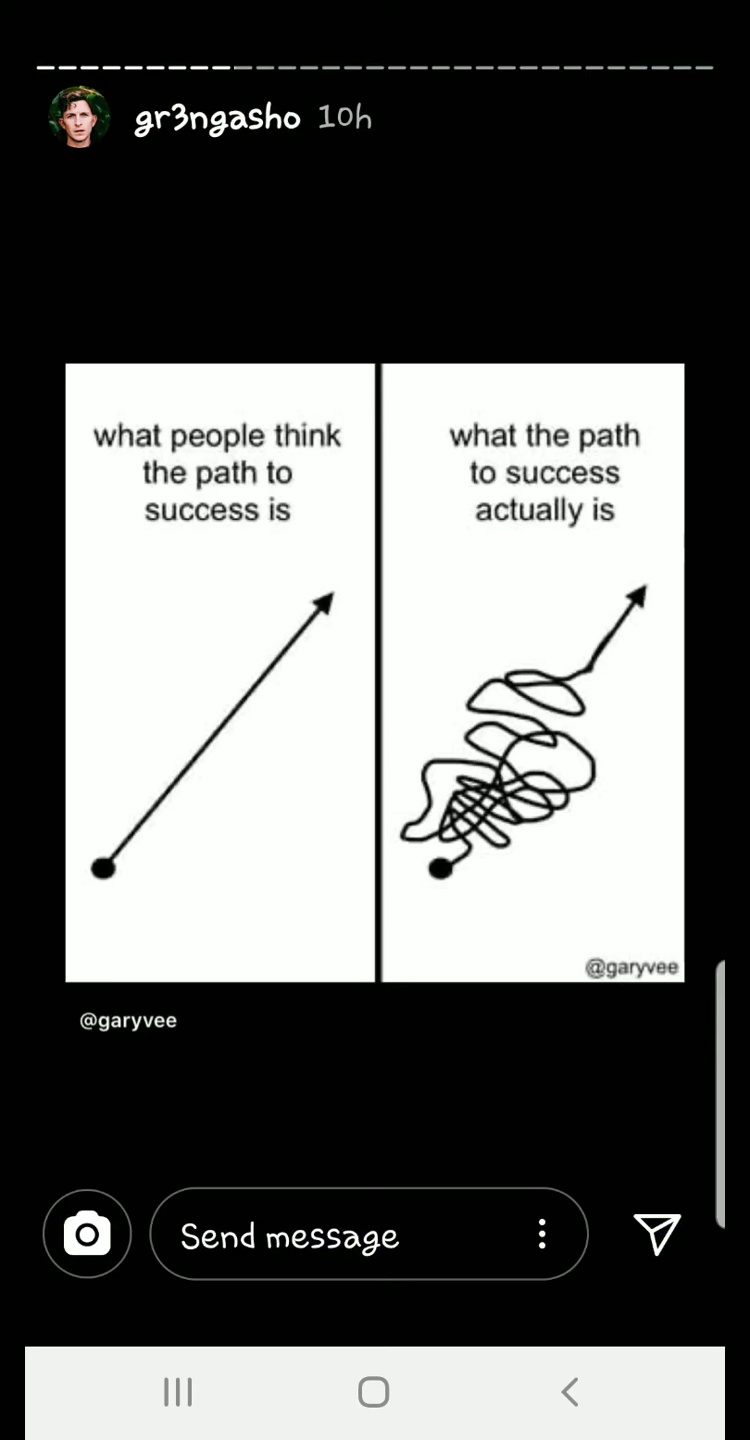 gr3ngasho 10h
what people think
the path to
success is
what the path
to success
actually is
@garyvee
@garyvee
Send message